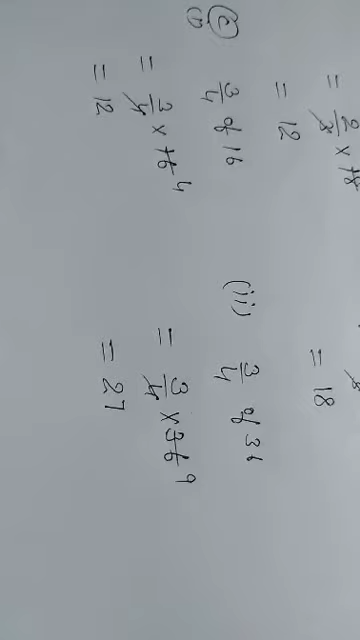 = 2/3 × 18
= 12
= 18
(c)
(i) 3/4 of 16
= 3/4 × 16 4
= 12
(ii) 3/4 of 36
= 3/4 × 36 9
= 27